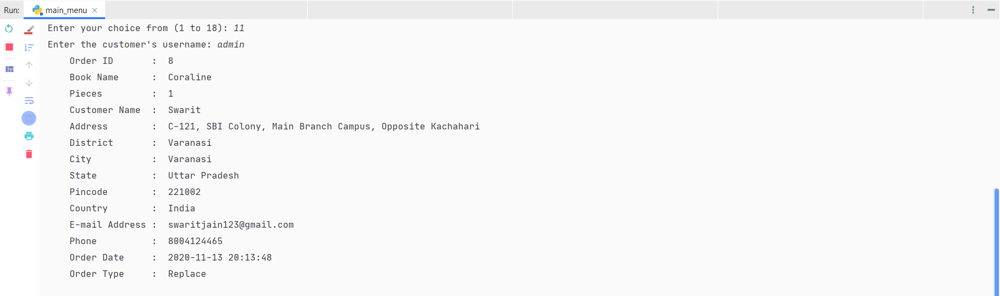 Run: main_menu
Enter your choice from (1 to 18): 11
Enter the customer's username: admin
Order ID : 8
Book Name : Coraline
Pieces : 1
Customer Name : Swarit
Address : C-121, SBI Colony, Main Branch Campus, Opposite Kachahari
District : Varanasi
City : Varanasi
State : Uttar Pradesh
Pincode : 221002
Country : India
E-mail Address : swaritjain123@gmail.com
Phone : 8004124465
Order Date : 2020-11-13 20:13:48
Order Type : Replace